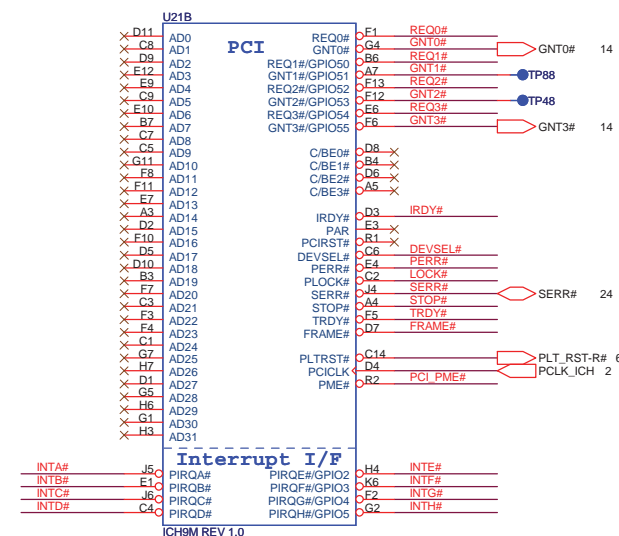 U21B
PCI
D11 AD0 REQ0# F1 REQ0#
C8 AD1 GNT0# G4 GNT0# GNT0# 14
D9 AD2 REQ1#/GPIO50 B6 REQ1#
E12 AD3 GNT1#/GPIO51 A7 GNT1# TP88
E9 AD4 REQ2#/GPIO52 F13 REQ2#
C9 AD5 GNT2#/GPIO53 F12 GNT2# TP48
E10 AD6 REQ3#/GPIO54 E6 REQ3#
B7 AD7 GNT3#/GPIO55 F6 GNT3# GNT3# 14
C7 AD8
C5 AD9 C/BE0# D8
G11 AD10 C/BE1# B4
F8 AD11 C/BE2# D6
F11 AD12 C/BE3# A5
E7 AD13
A3 AD14 IRDY# D3 IRDY#
D2 AD15 PAR E3
F10 AD16 PCIRST# R1
D5 AD17 DEVSEL# C6 DEVSEL#
D10 AD18 PERR# E4 PERR#
B3 AD19 PLOCK# C2 LOCK#
F7 AD20 SERR# J4 SERR# SERR# 24
C3 AD21 STOP# A4 STOP#
F3 AD22 TRDY# F5 TRDY#
F4 AD23 FRAME# D7 FRAME#
C1 AD24
G7 AD25 PLTRST# C14 PLT_RST-R# 6
H7 AD26 PCICLK D4 PCLK_ICH 2
D1 AD27 PME# R2 PCI_PME#
G5 AD28
H6 AD29
G1 AD30
H3 AD31
Interrupt I/F
INTA# J5 PIRQA# PIRQE#/GPIO2 H4 INTE#
INTB# E1 PIRQB# PIRQF#/GPIO3 K6 INTF#
INTC# J6 PIRQC# PIRQG#/GPIO4 F2 INTG#
INTD# C4 PIRQD# PIRQH#/GPIO5 G2 INTH#
ICH9M REV 1.0